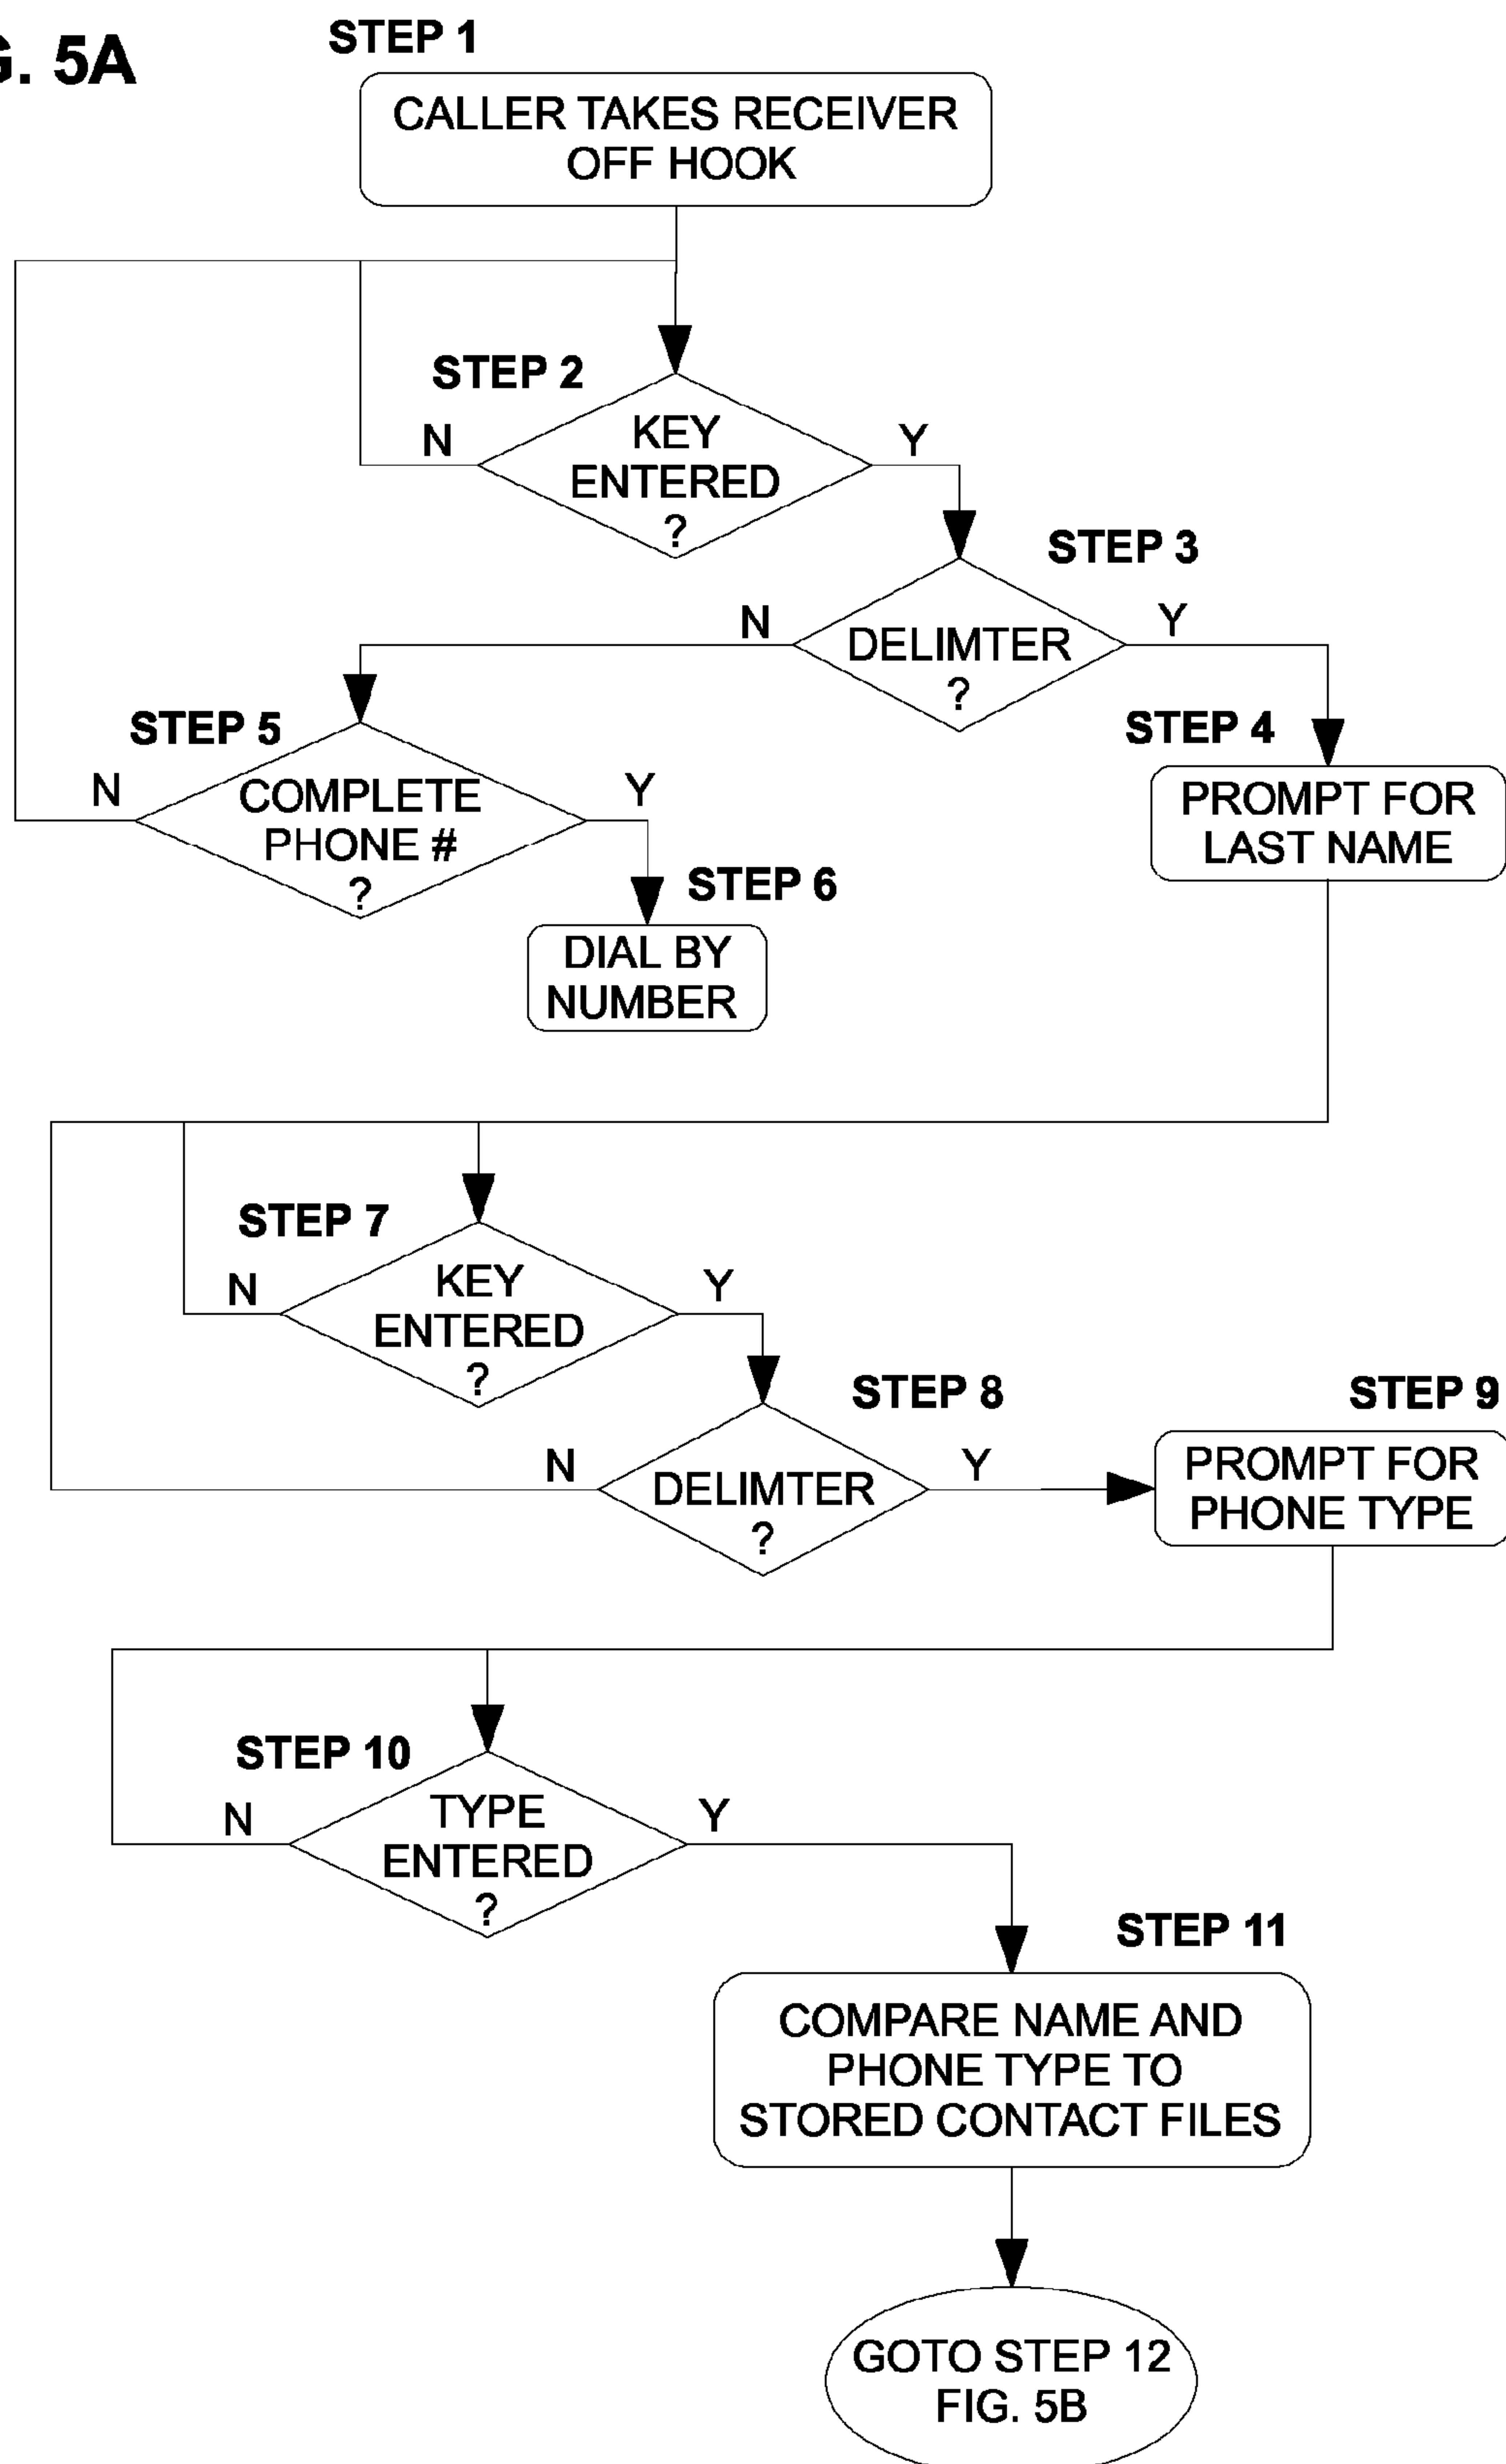 G. 5A
STEP 1
CALLER TAKES RECEIVER
OFF HOOK
STEP 2
N
KEY
ENTERED
?
Y
STEP 3
N
DELIMTER
?
Y
STEP 4
PROMPT FOR
LAST NAME
STEP 5
N
COMPLETE
PHONE #
?
Y
STEP 6
DIAL BY
NUMBER
STEP 7
N
KEY
ENTERED
?
Y
STEP 8
N
DELIMTER
?
Y
STEP 9
PROMPT FOR
PHONE TYPE
STEP 10
N
TYPE
ENTERED
?
Y
STEP 11
COMPARE NAME AND
PHONE TYPE TO
STORED CONTACT FILES
GOTO STEP 12
FIG. 5B